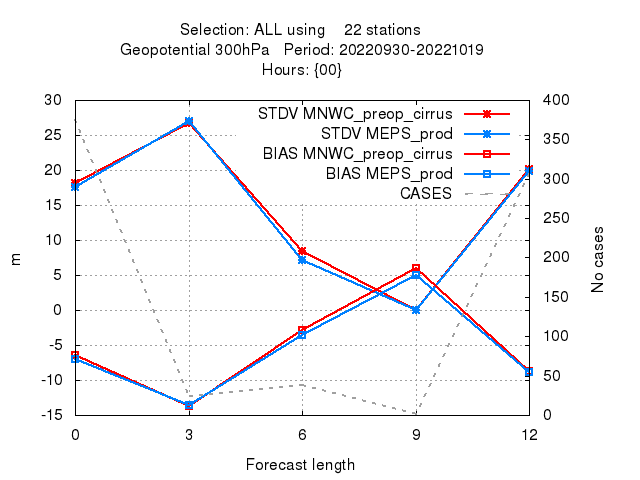 Selection: ALL using    22 stations
Geopotential 300hPa   Period: 20220930-20221019
Hours: {00}
30
25
20
15
10
5
0
-5
-10
-15
m
400
350
300
250
200
150
100
50
0
No cases
STDV MNWC_preop_cirrus
STDV MEPS_prod
BIAS MNWC_preop_cirrus
BIAS MEPS_prod
CASES
0 3 6 9 12
Forecast length